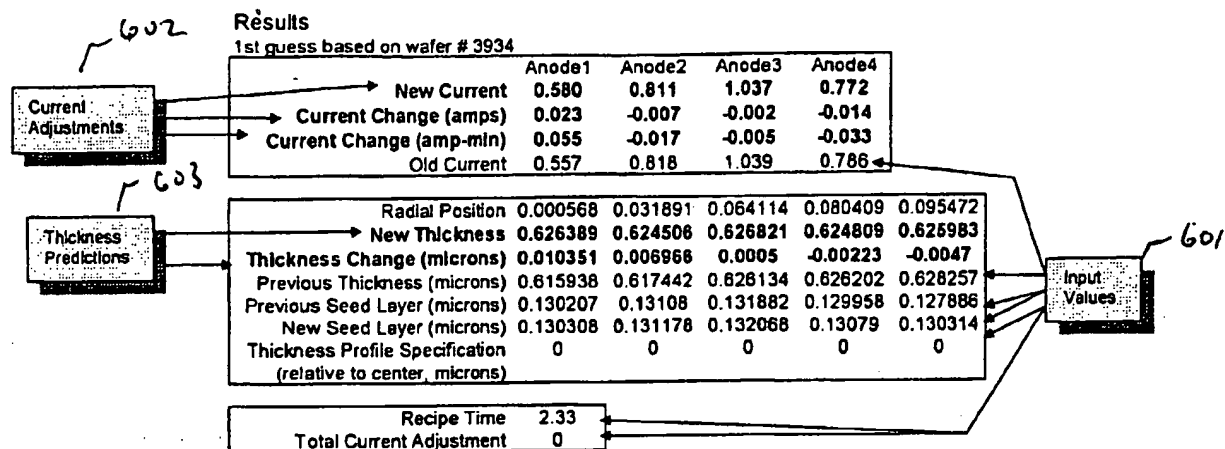 602
Results
1st guess based on wafer # 3934
Anode1 Anode2 Anode3 Anode4
New Current 0.580 0.811 1.037 0.772
Current Change (amps) 0.023 -0.007 -0.002 -0.014
Current Change (amp-min) 0.055 -0.017 -0.005 -0.033
Old Current 0.557 0.818 1.039 0.786
Current
Adjustments
603
Radial Position 0.000568 0.031891 0.064114 0.080409 0.095472
New Thickness 0.626389 0.624506 0.626821 0.624809 0.625983
Thickness Change (microns) 0.010351 0.006966 0.0005 -0.00223 -0.0047
Previous Thickness (microns) 0.615938 0.617442 0.626134 0.626202 0.628257
Previous Seed Layer (microns) 0.130207 0.13108 0.131882 0.129958 0.127886
New Seed Layer (microns) 0.130308 0.131178 0.132068 0.13079 0.130314
Thickness Profile Specification 0 0 0 0 0
(relative to center, microns)
Thickness
Predictions
601
Input
Values
Recipe Time 2.33
Total Current Adjustment 0